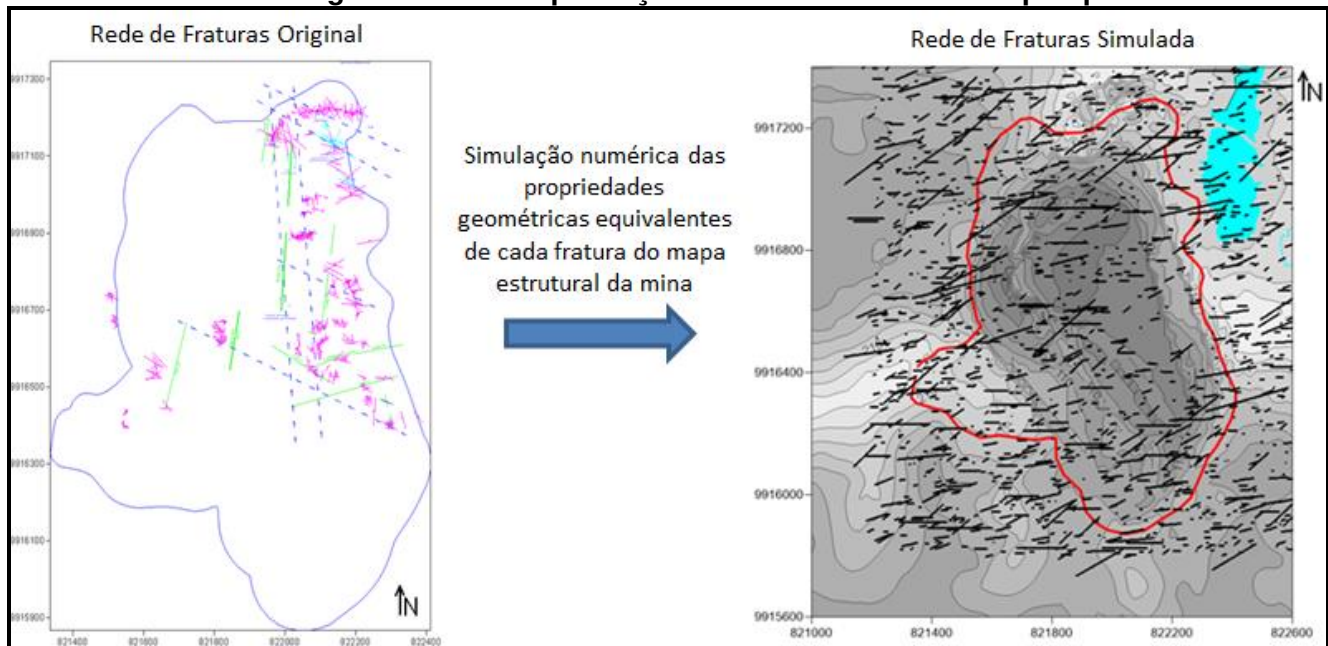 Rede de Fraturas Original
Rede de Fraturas Simulada
Simulação numérica das
propriedades
geométricas equivalentes
de cada fratura do mapa
estrutural da mina
9917300
9917100
9916900
9916700
9916500
9916300
9916100
9915900
821400
821600
821800
822000
822200
822400
N
9917200
9916800
9916400
9916000
9915600
821000
821400
821800
822200
822600
N